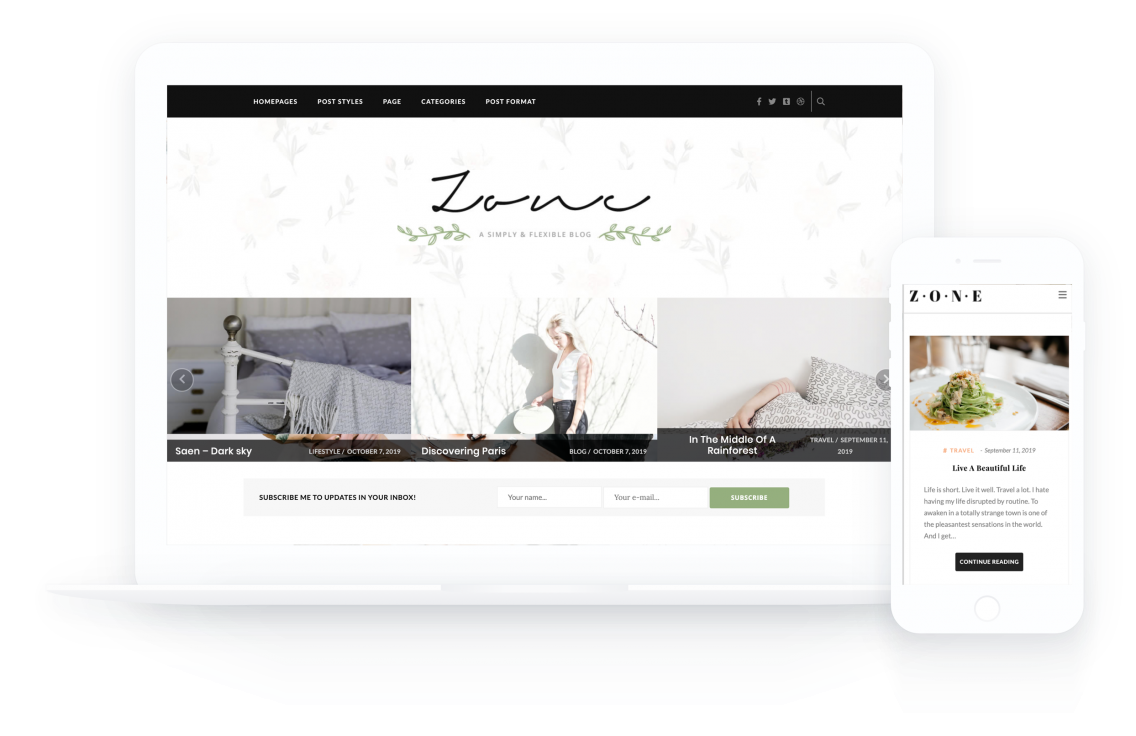 HOMEPAGES POST STYLES PAGE CATEGORIES POST FORMAT
Zone
A SIMPLY & FLEXIBLE BLOG
Saen – Dark sky
LIFESTYLE / OCTOBER 7, 2019
Discovering Paris
BLOG / OCTOBER 7, 2019
In The Middle Of A
Rainforest
TRAVEL / SEPTEMBER 11,
2019
SUBSCRIBE ME TO UPDATES IN YOUR INBOX!
Your name...
Your e-mail...
SUBSCRIBE
Z·O·N·E
# TRAVEL - September 11, 2019
Live A Beautiful Life
Life is short. Live it well. Travel a lot. I hate
having my life disrupted by routine. To
awaken in a totally strange town is one of
the pleasantest sensations in the world.
And I get...
CONTINUE READING